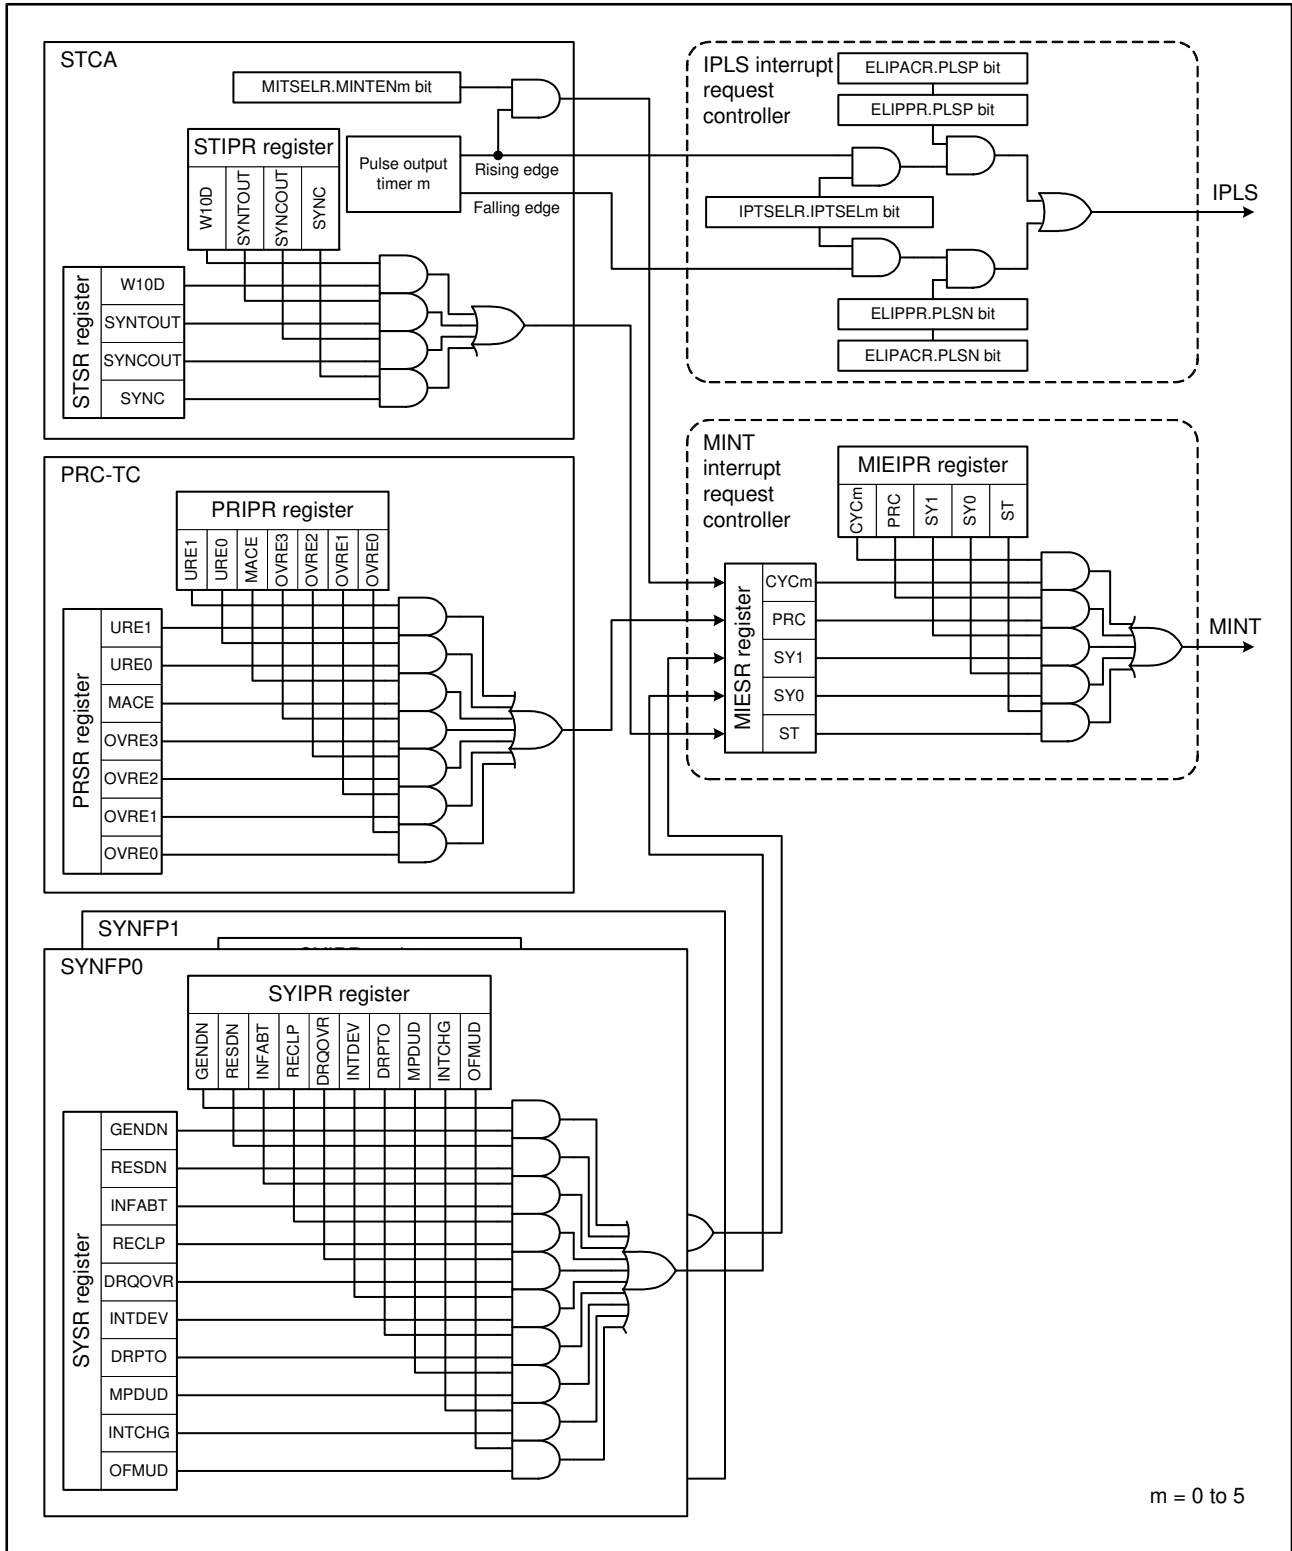 STCA
MITSELR.MINTENm bit
STIPR register
W10D
SYNTOUT
SYNCOUT
SYNC
Pulse output
timer m
Rising edge
Falling edge
STSR register
W10D
SYNTOUT
SYNCOUT
SYNC
IPLS interrupt
request
controller
ELIPACR.PLSP bit
ELIPPR.PLSP bit
IPTSELR.IPTSELm bit
ELIPPR.PLSN bit
ELIPACR.PLSN bit
IPLS
PRC-TC
PRIPR register
URE1
URE0
MACE
OVRE3
OVRE2
OVRE1
OVRE0
PRSR register
URE1
URE0
MACE
OVRE3
OVRE2
OVRE1
OVRE0
MINT
interrupt
request
controller
MIEIPR register
CYCm
PRC
SY1
SY0
ST
MIESR register
CYCm
PRC
SY1
SY0
ST
MINT
SYNFP1
SYNFP0
SYIPR register
GENDN
RESDN
INFABT
RECLP
DRQOVR
INTDEV
DRPTO
MPDUD
INTCHG
OFMUD
SYSR register
GENDN
RESDN
INFABT
RECLP
DRQOVR
INTDEV
DRPTO
MPDUD
INTCHG
OFMUD
m = 0 to 5